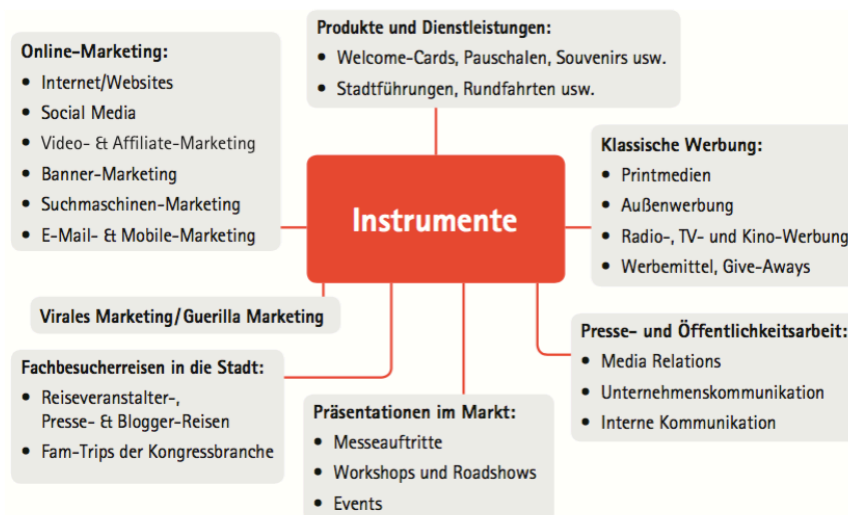 Produkte und Dienstleistungen:
• Welcome-Cards, Pauschalen, Souvenirs usw.
• Stadtführungen, Rundfahrten usw.
Online-Marketing:
• Internet/Websites
• Social Media
• Video- & Affiliate-Marketing
• Banner-Marketing
• Suchmaschinen-Marketing
• E-Mail- & Mobile-Marketing
Klassische Werbung:
• Printmedien
• Außenwerbung
• Radio-, TV- und Kino-Werbung
• Werbemittel, Give-Aways
Instrumente
Virales Marketing/Guerilla Marketing
Presse- und Öffentlichkeitsarbeit:
• Media Relations
• Unternehmenskommunikation
• Interne Kommunikation
Fachbesucherreisen in die Stadt:
• Reiseveranstalter-,
Presse- & Blogger-Reisen
• Fam-Trips der Kongressbranche
Präsentationen im Markt:
• Messeauftritte
• Workshops und Roadshows
• Events